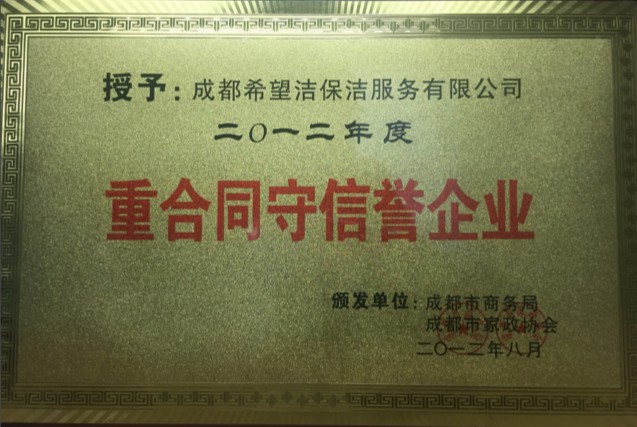 授予：成都希望洁保洁服务有限公司
二〇一二年度
重合同守信誉企业
颁发单位：成都市商务局
成都市家政协会
二〇一二年八月